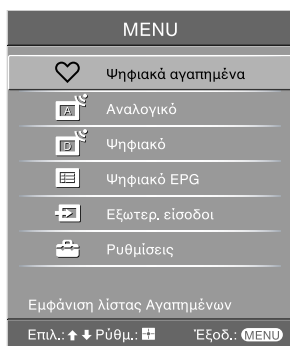 MENU
Ψηφιακά αγαπημένα
A Αναλογικό
D Ψηφιακό
Ψηφιακό EPG
Εξωτερ. είσοδοι
Ρυθμίσεις
Εμφάνιση λίστας Αγαπημένων
Επιλ.: Ρύθμ.: Έξοδ.: MENU